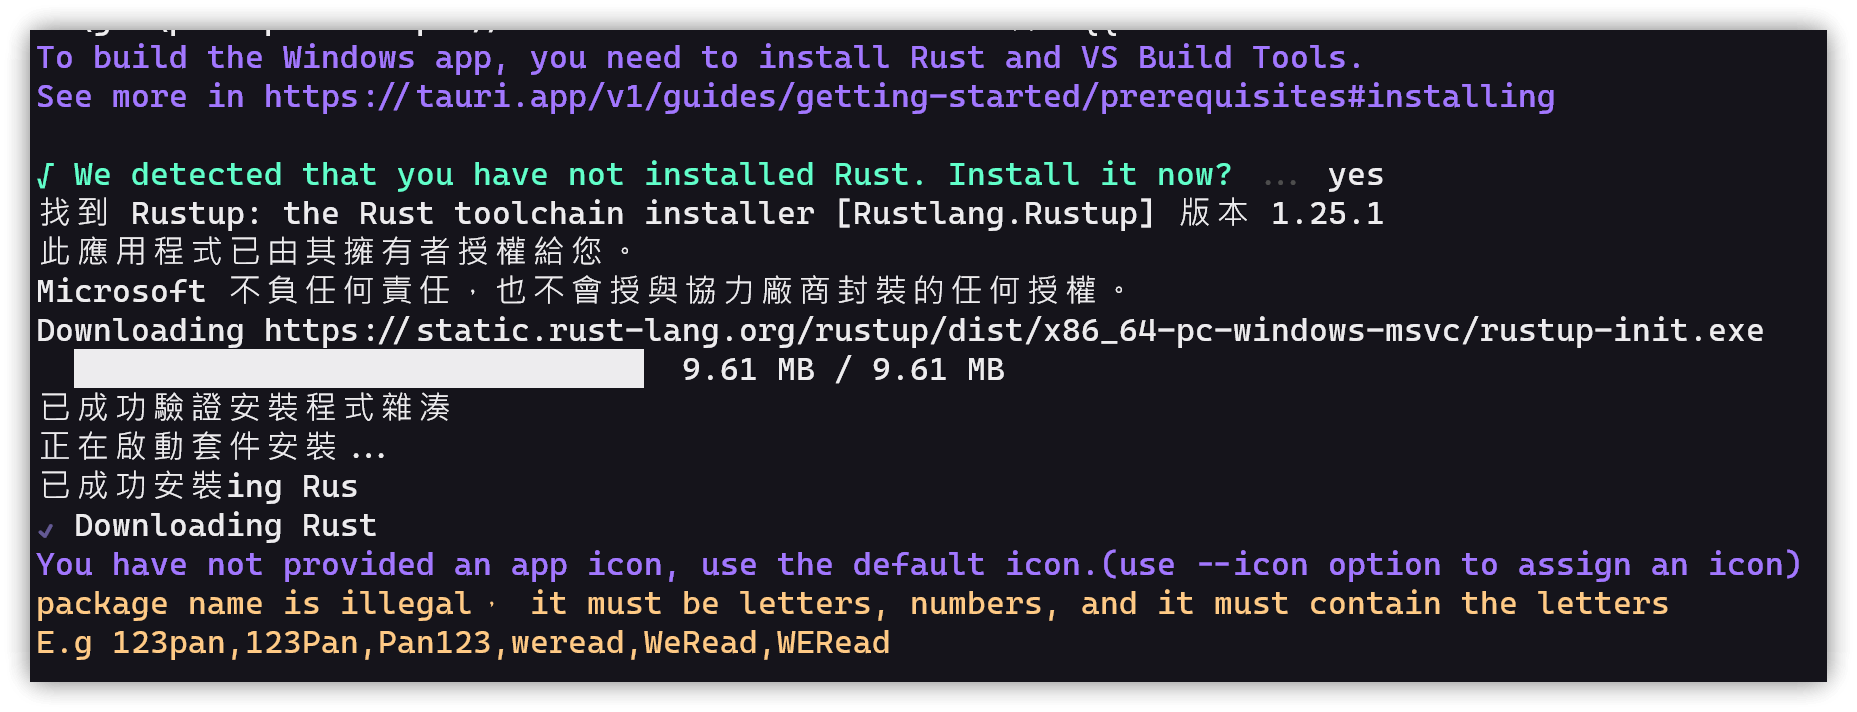 To build the Windows app, you need to install Rust and VS Build Tools.
See more in https://tauri.app/v1/guides/getting-started/prerequisites#installing
√ We detected that you have not installed Rust. Install it now? ... yes
找到 Rustup: the Rust toolchain installer [Rustlang.Rustup] 版本 1.25.1
此應用程式已由其擁有者授權給您。
Microsoft 不負任何責任，也不會授與協力廠商封裝的任何授權。
Downloading https://static.rust-lang.org/rustup/dist/x86_64-pc-windows-msvc/rustup-init.exe
9.61 MB / 9.61 MB
已成功驗證安裝程式雜湊
正在啟動套件安裝...
已成功安裝ing Rus
✔ Downloading Rust
You have not provided an app icon, use the default icon.(use --icon option to assign an icon)
package name is illegal， it must be letters, numbers, and it must contain the letters
E.g 123pan,123Pan,Pan123,weread,WeRead,WERead